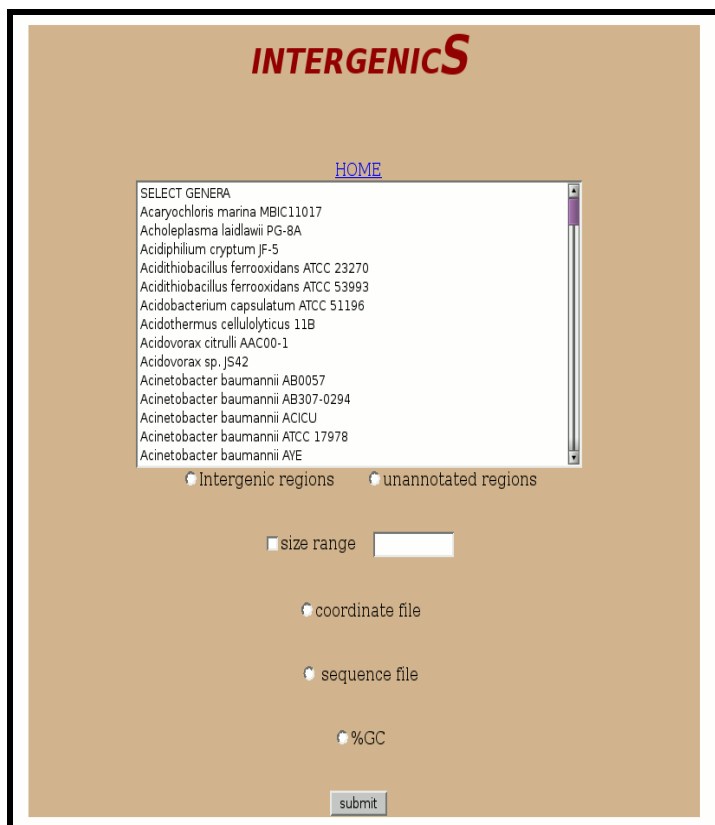 INTERGENICS
HOME
SELECT GENERA
Acaryochloris marina MBIC11017
Acholeplasma laidlawii PG-8A
Acidiphilium cryptum JF-5
Acidithiobacillus ferrooxidans ATCC 23270
Acidithiobacillus ferrooxidans ATCC 53993
Acidobacterium capsulatum ATCC 51196
Acidothermus cellulolyticus 11B
Acidovorax citrulli AAC00-1
Acidovorax sp. JS42
Acinetobacter baumannii AB0057
Acinetobacter baumannii AB307-0294
Acinetobacter baumannii ACICU
Acinetobacter baumannii ATCC 17978
Acinetobacter baumannii AYE
Intergenic regions unannotated regions
size range
coordinate file
sequence file
%GC
submit